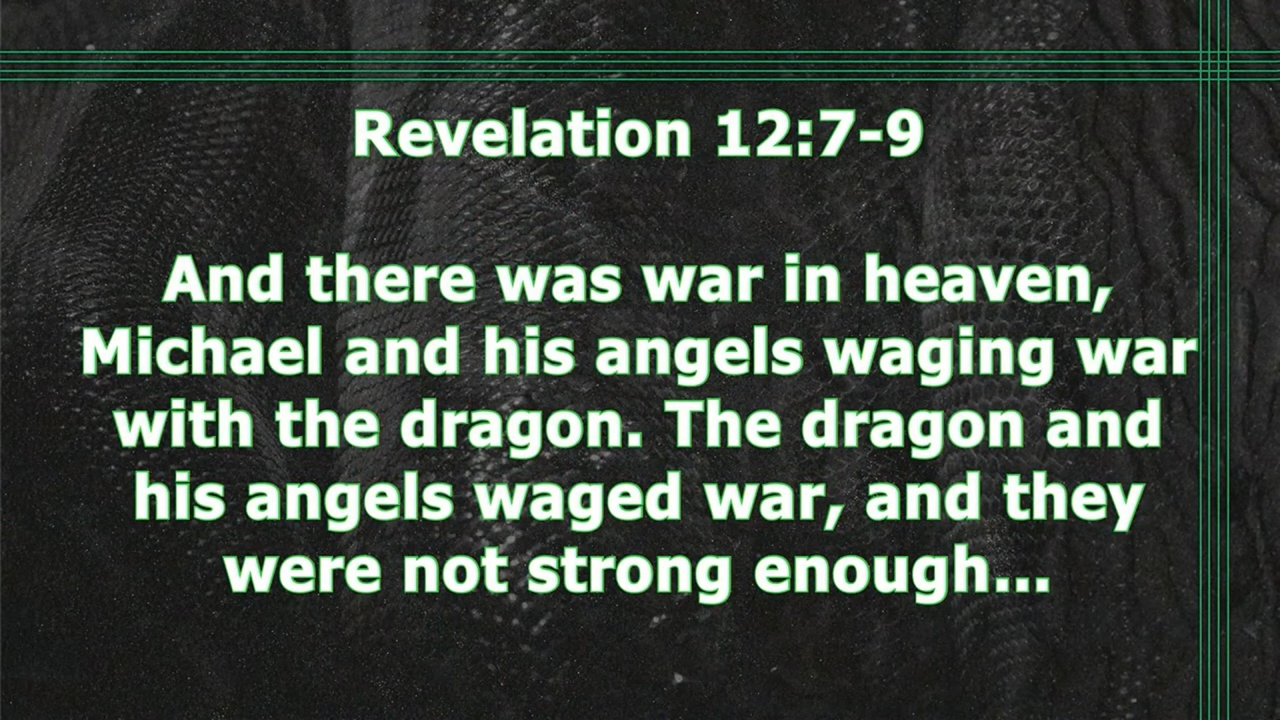 Revelation 12:7-9
And there was war in heaven,
Michael and his angels waging war
with the dragon. The dragon and
his angels waged war, and they
were not strong enough...